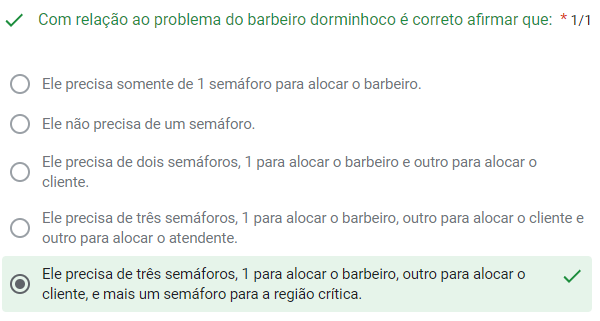 Com relação ao problema do barbeiro dorminhoco é correto afirmar que: * 1/1
Ele precisa somente de 1 semáforo para alocar o barbeiro.
Ele não precisa de um semáforo.
Ele precisa de dois semáforos, 1 para alocar o barbeiro e outro para alocar o
cliente.
Ele precisa de três semáforos, 1 para alocar o barbeiro, outro para alocar o cliente e
outro para alocar o atendente.
Ele precisa de três semáforos, 1 para alocar o barbeiro, outro para alocar o
cliente, e mais um semáforo para a região crítica.